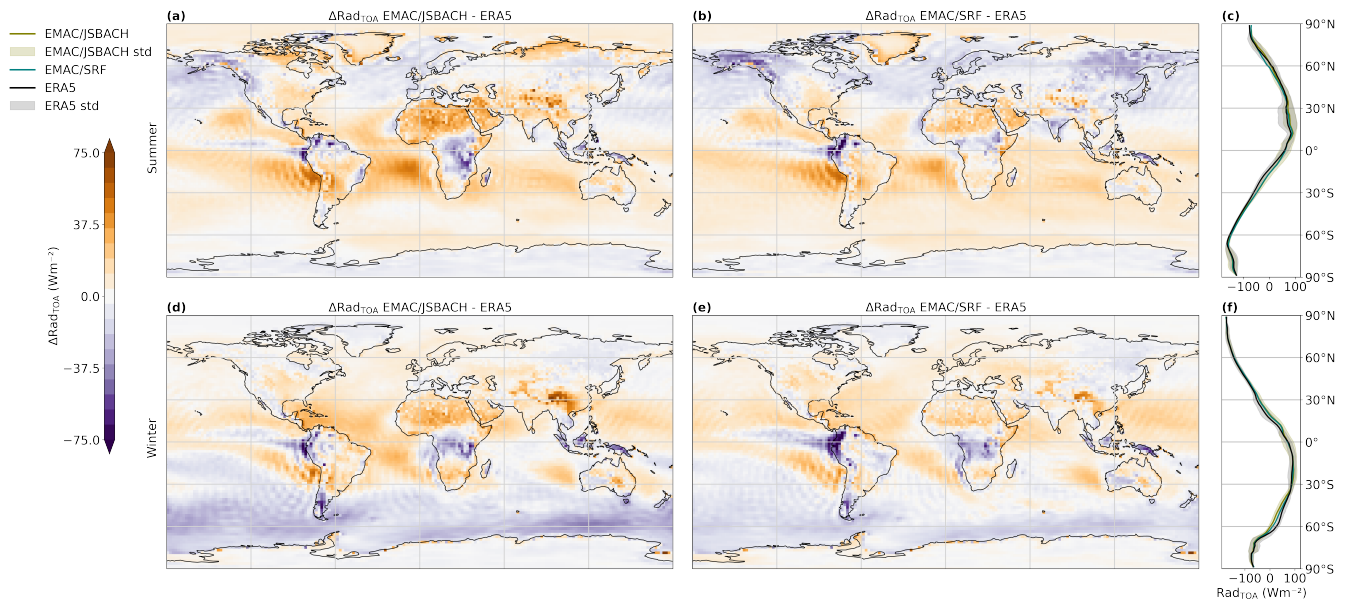 (a) ΔRad_TOA EMAC/JSBACH - ERA5
(b) ΔRad_TOA EMAC/SRF - ERA5
(c)
EMAC/JSBACH
EMAC/JSBACH std
EMAC/SRF
ERA5
ERA5 std
ΔRad_TOA (Wm⁻²)
75.0
37.5
0.0
−37.5
−75.0
Summer
90°N
60°N
30°N
0°
30°S
60°S
90°S
−100 0 100
(d) ΔRad_TOA EMAC/JSBACH - ERA5
(e) ΔRad_TOA EMAC/SRF - ERA5
(f)
Winter
90°N
60°N
30°N
0°
30°S
60°S
90°S
−100 0 100
Rad_TOA (Wm⁻²)